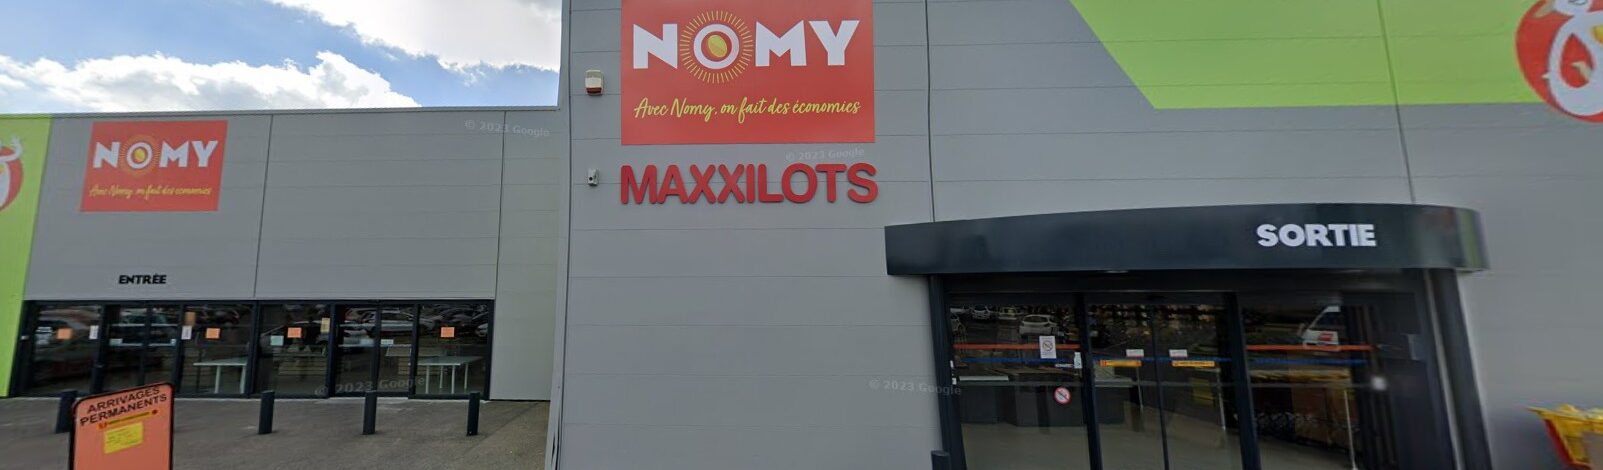 NOMY
Avec Nomy, on fait des économies
MAXXILOTS
SORTIE
NOMY
Avec Nomy, on fait des économies
ENTRÉE
ARRIVAGES
PERMANENTS
© 2023 Google
© 2023 Google
© 2023 Google
© 2023 Google